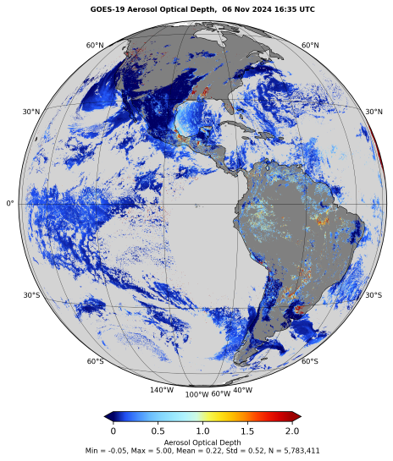 GOES-19 Aerosol Optical Depth, 06 Nov 2024 16:35 UTC
60°N 60°N
30°N 30°N
0°
30°S 30°S
60°S 60°S
140°W 100°W 60°W 40°W
0 0.5 1.0 1.5 2.0
Aerosol Optical Depth
Min = -0.05, Max = 5.00, Mean = 0.22, Std = 0.52, N = 5,783,411